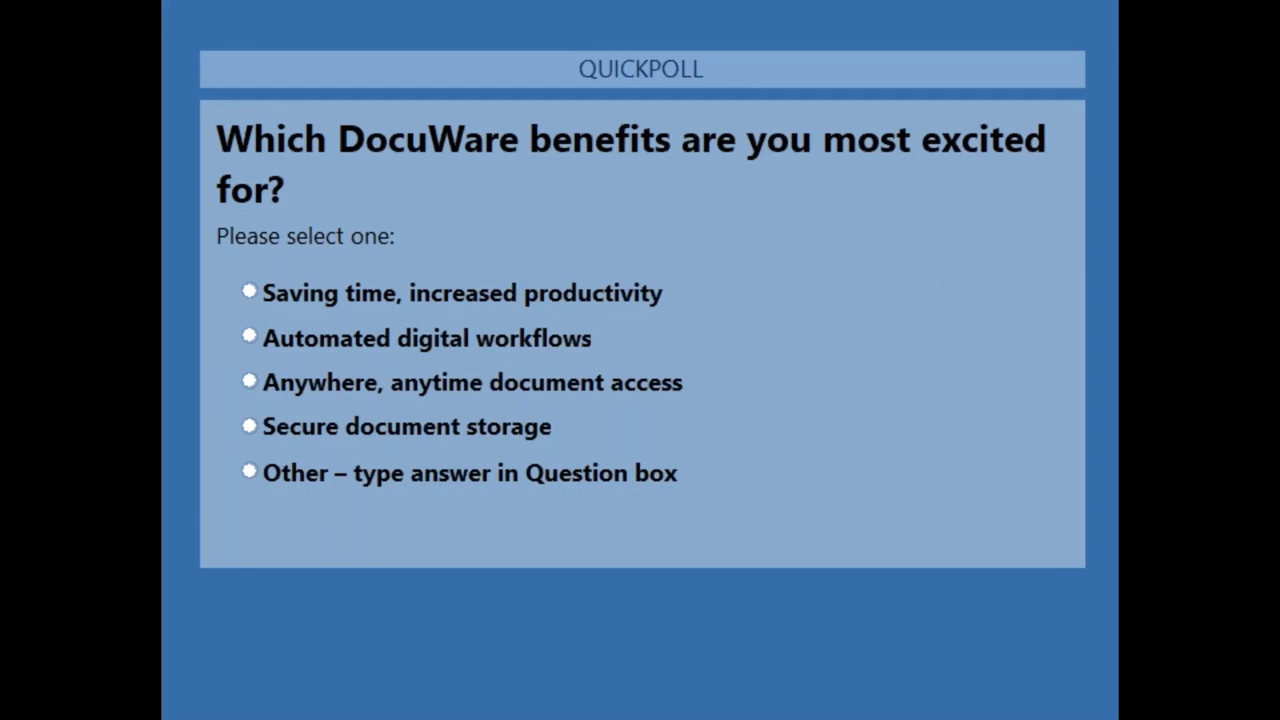 QUICKPOLL
Which DocuWare benefits are you most excited
for?
Please select one:
Saving time, increased productivity
Automated digital workflows
Anywhere, anytime document access
Secure document storage
Other – type answer in Question box